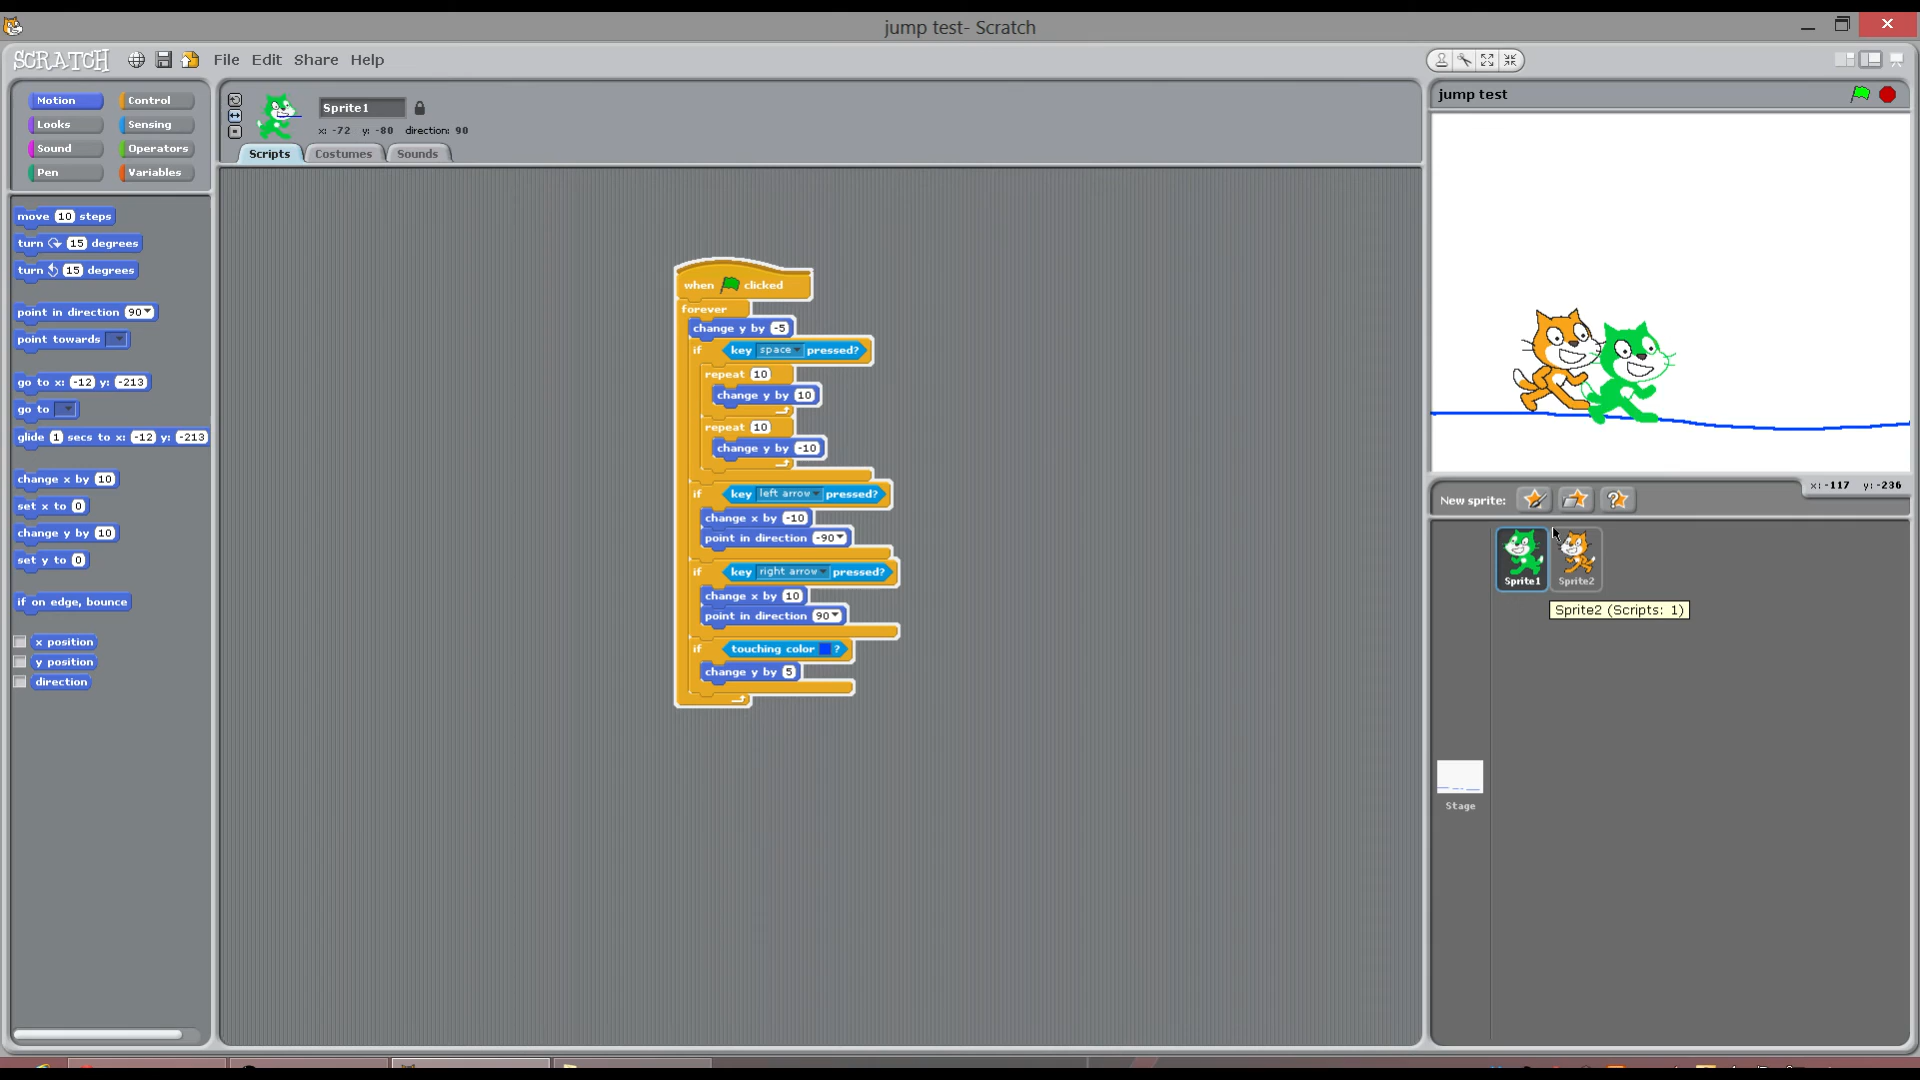 jump test- Scratch
SCRATCH
File Edit Share Help
Motion Control
Looks Sensing
Sound Operators
Pen Variables
Sprite1
x: -72 y: -80 direction: 90
Scripts Costumes Sounds
move 10 steps
turn 15 degrees
turn 15 degrees
point in direction 90
point towards
go to x: -12 y: -213
go to
glide 1 secs to x: -12 y: -213
change x by 10
set x to 0
change y by 10
set y to 0
if on edge, bounce
x position
y position
direction
when clicked
forever
change y by -5
if key space pressed?
repeat 10
change y by 10
repeat 10
change y by -10
if key left arrow pressed?
change x by -10
point in direction -90
if key right arrow pressed?
change x by 10
point in direction 90
if touching color ?
change y by 5
jump test
x: -117 y: -236
New sprite:
Sprite1 Sprite2
Sprite2 (Scripts: 1)
Stage